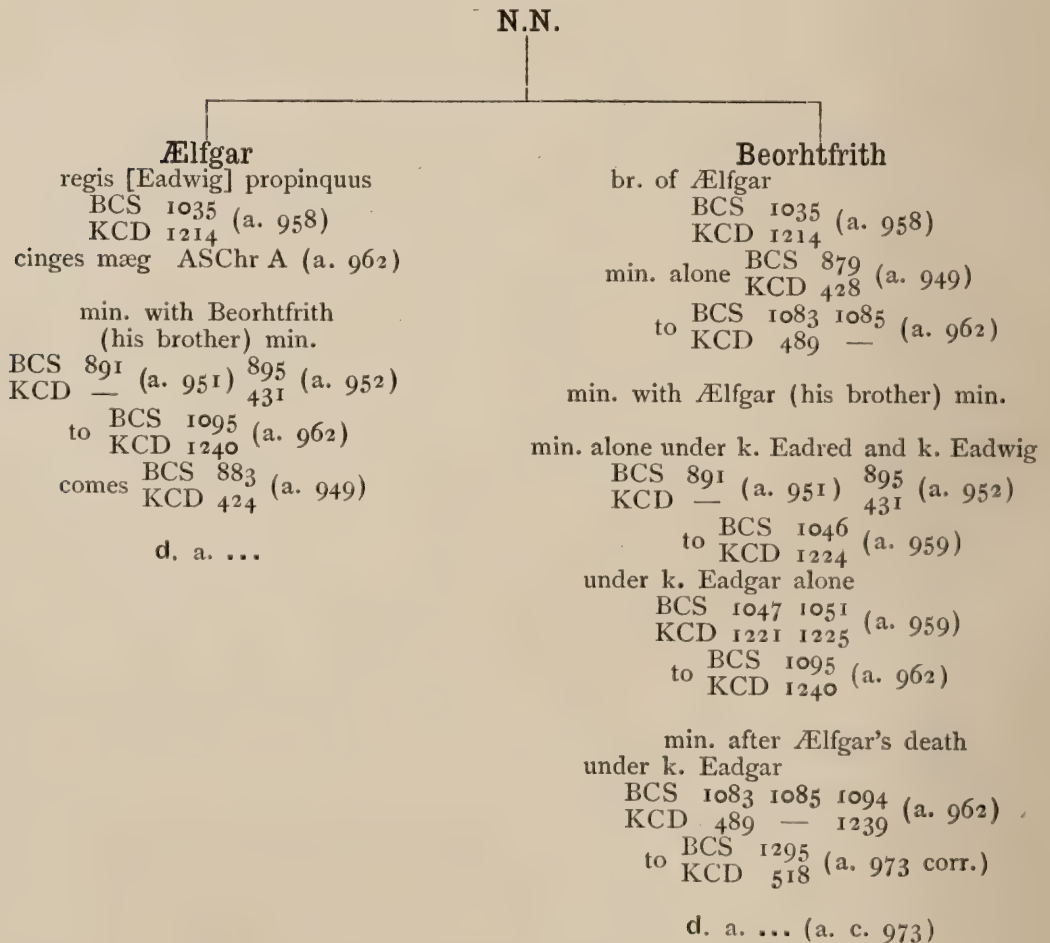 N.N.
Ælfgar
regis [Eadwig] propinquus
BCS 1035
KCD 1214 (a. 958)
cinges mæg ASChr A (a. 962)
min. with Beorhtfrith
(his brother) min.
BCS 891 895
KCD — (a. 951) 431 (a. 952)
to BCS 1095
KCD 1240 (a. 962)
comes BCS 883
KCD 424 (a. 949)
d. a. ...
Beorhtfrith
br. of Ælfgar
BCS 1035
KCD 1214 (a. 958)
min. alone BCS 879
KCD 428 (a. 949)
to BCS 1083 1085
KCD 489 — (a. 962)
min. with Ælfgar (his brother) min.
min. alone under k. Eadred and k. Eadwig
BCS 891 895
KCD — (a. 951) 431 (a. 952)
to BCS 1046
KCD 1224 (a. 959)
under k. Eadgar alone
BCS 1047 1051
KCD 1221 1225 (a. 959)
to BCS 1095
KCD 1240 (a. 962)
min. after Ælfgar's death
under k. Eadgar
BCS 1083 1085 1094
KCD 489 — 1239 (a. 962)
to BCS 1295
KCD 518 (a. 973 corr.)
d. a. ... (a. c. 973)